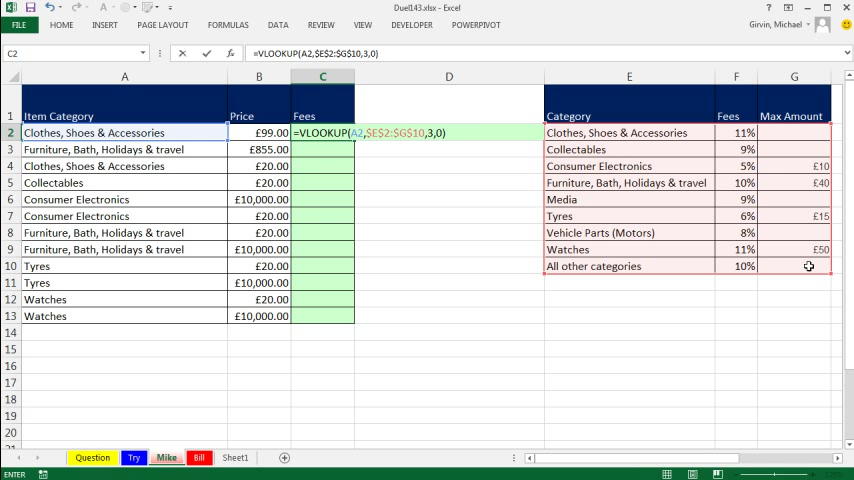 Duel143.xlsx - Excel
FILE HOME INSERT PAGE LAYOUT FORMULAS DATA REVIEW VIEW DEVELOPER POWERPIVOT Girvin, Michael
C2 =VLOOKUP(A2,$E$2:$G$10,3,0)
A B C D E F G
1 Item Category Price Fees Category Fees Max Amount
2 Clothes, Shoes & Accessories £99.00 =VLOOKUP(A2,$E$2:$G$10,3,0) Clothes, Shoes & Accessories 11%
3 Furniture, Bath, Holidays & travel £855.00 Collectables 9%
4 Clothes, Shoes & Accessories £20.00 Consumer Electronics 5% £10
5 Collectables £20.00 Furniture, Bath, Holidays & travel 10% £40
6 Consumer Electronics £10,000.00 Media 9%
7 Consumer Electronics £20.00 Tyres 6% £15
8 Furniture, Bath, Holidays & travel £20.00 Vehicle Parts (Motors) 8%
9 Furniture, Bath, Holidays & travel £10,000.00 Watches 11% £50
10 Tyres £20.00 All other categories 10%
11 Tyres £10,000.00
12 Watches £20.00
13 Watches £10,000.00
14
15
16
17
18
19
20
Question Try Mike Bill Sheet1
ENTER